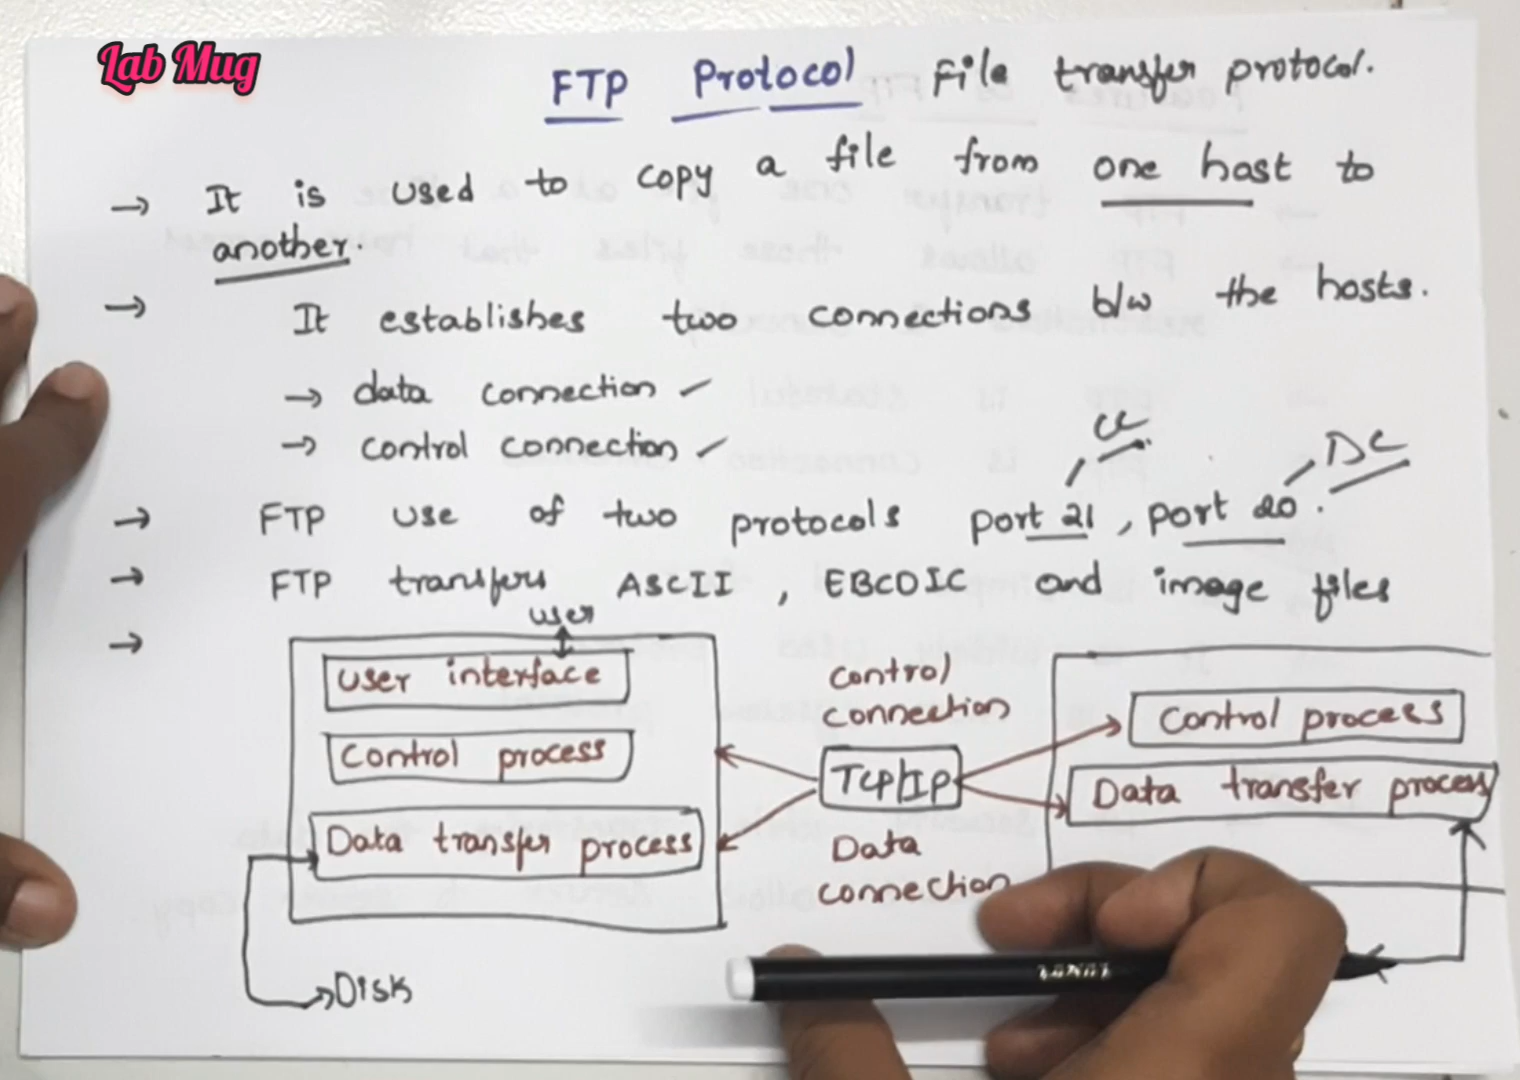 Lab Mug
FTP Protocol File transfer protocol.
→ It is used to copy a file from one host to
another.
→ It establishes two connections b/w the hosts.
→ data connection
→ control connection
CC DC
→ FTP use of two protocols port 21, port 20.
→ FTP transfers ASCII, EBCDIC and image files
→
user
user interface
Control process
Data transfer process
Disk
Control
connection
TCP/IP
Data
connection
Control process
Data transfer process